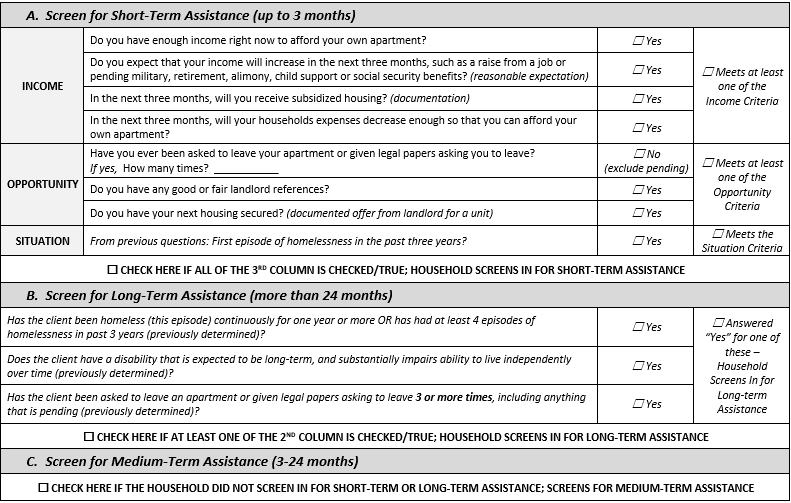 A. Screen for Short-Term Assistance (up to 3 months)
INCOME
Do you have enough income right now to afford your own apartment?
☐ Yes
Do you expect that your income will increase in the next three months, such as a raise from a job or
pending military, retirement, alimony, child support or social security benefits? (reasonable expectation)
☐ Yes
In the next three months, will you receive subsidized housing? (documentation)
☐ Yes
In the next three months, will your households expenses decrease enough so that you can afford your
own apartment?
☐ Yes
☐ Meets at least
one of the
Income Criteria
OPPORTUNITY
Have you ever been asked to leave your apartment or given legal papers asking you to leave?
If yes, How many times? ___________
☐ No
(exclude pending)
Do you have any good or fair landlord references?
☐ Yes
Do you have your next housing secured? (documented offer from landlord for a unit)
☐ Yes
☐ Meets at least
one of the
Opportunity
Criteria
SITUATION
From previous questions: First episode of homelessness in the past three years?
☐ Yes
☐ Meets the
Situation Criteria
☐ CHECK HERE IF ALL OF THE 3RD COLUMN IS CHECKED/TRUE; HOUSEHOLD SCREENS IN FOR SHORT-TERM ASSISTANCE
B. Screen for Long-Term Assistance (more than 24 months)
Has the client been homeless (this episode) continuously for one year or more OR has had at least 4 episodes of
homelessness in past 3 years (previously determined)?
☐ Yes
Does the client have a disability that is expected to be long-term, and substantially impairs ability to live independently
over time (previously determined)?
☐ Yes
Has the client been asked to leave an apartment or given legal papers asking to leave 3 or more times, including anything
that is pending (previously determined)?
☐ Yes
☐ Answered
"Yes" for one of
these –
Household
Screens In for
Long-term
Assistance
☐ CHECK HERE IF AT LEAST ONE OF THE 2ND COLUMN IS CHECKED/TRUE; HOUSEHOLD SCREENS IN FOR LONG-TERM ASSISTANCE
C. Screen for Medium-Term Assistance (3-24 months)
☐ CHECK HERE IF THE HOUSEHOLD DID NOT SCREEN IN FOR SHORT-TERM OR LONG-TERM ASSISTANCE; SCREENS FOR MEDIUM-TERM ASSISTANCE